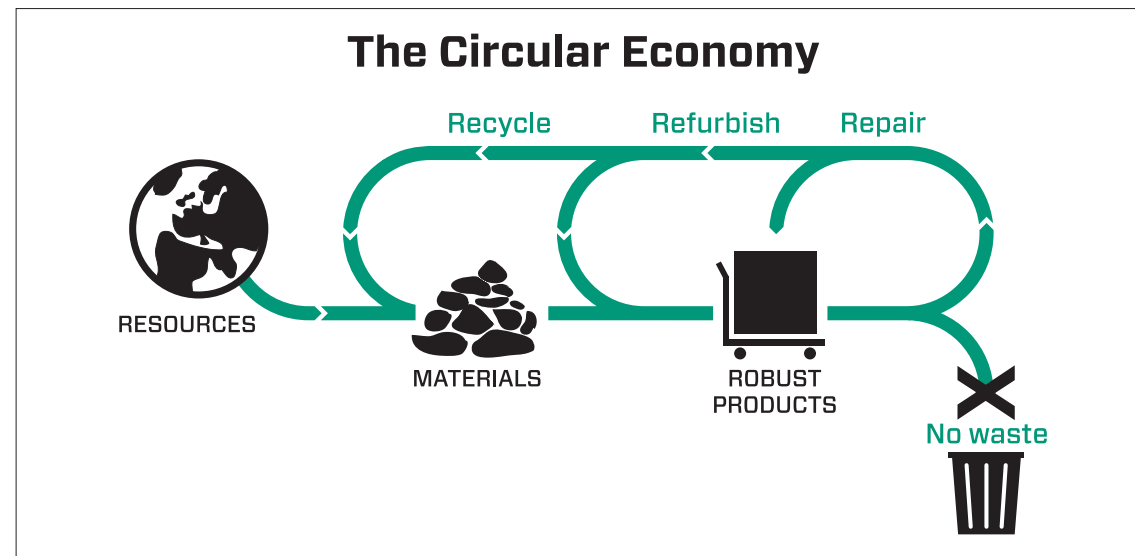 The Circular Economy
Recycle
Refurbish
Repair
RESOURCES
MATERIALS
ROBUST
PRODUCTS
No waste